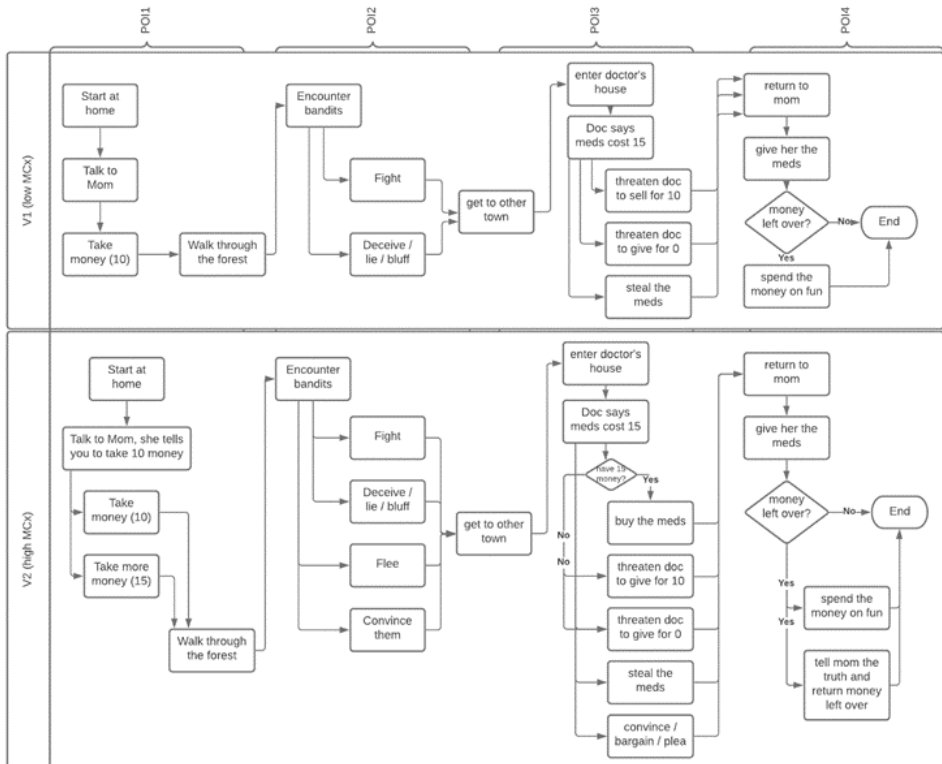 POI1
POI2
POI3
POI4
V1 (low MCx)
Start at
home
Talk to
Mom
Take
money (10)
Walk through
the forest
Encounter
bandits
Fight
Deceive /
lie / bluff
get to other
town
enter doctor's
house
Doc says
meds cost 15
threaten doc
to sell for 10
threaten doc
to give for 0
steal the
meds
return to
mom
give her the
meds
money
left over?
No
End
Yes
spend the
money on fun
V2 (high MCx)
Start at
home
Talk to Mom, she tells
you to take 10 money
Take
money (10)
Take more
money (15)
Walk through
the forest
Encounter
bandits
Fight
Deceive /
lie / bluff
Flee
Convince
them
get to other
town
enter doctor's
house
Doc says
meds cost 15
have 15
money?
Yes
No
No
buy the meds
threaten doc
to give for 10
threaten doc
to give for 0
steal the
meds
convince /
bargain / plea
return to
mom
give her the
meds
money
left over?
No
End
Yes
Yes
spend the
money on fun
tell mom the
truth and
return money
left over